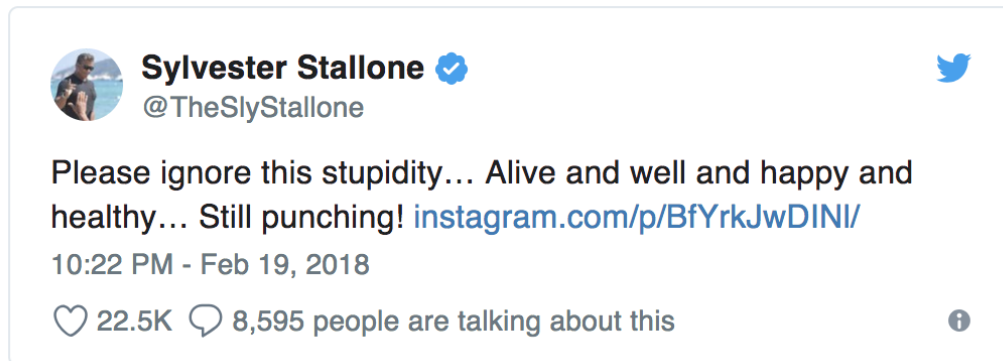 Sylvester Stallone
@TheSlyStallone
Please ignore this stupidity… Alive and well and happy and
healthy… Still punching! instagram.com/p/BfYrkJwDINl/
10:22 PM - Feb 19, 2018
22.5K 8,595 people are talking about this